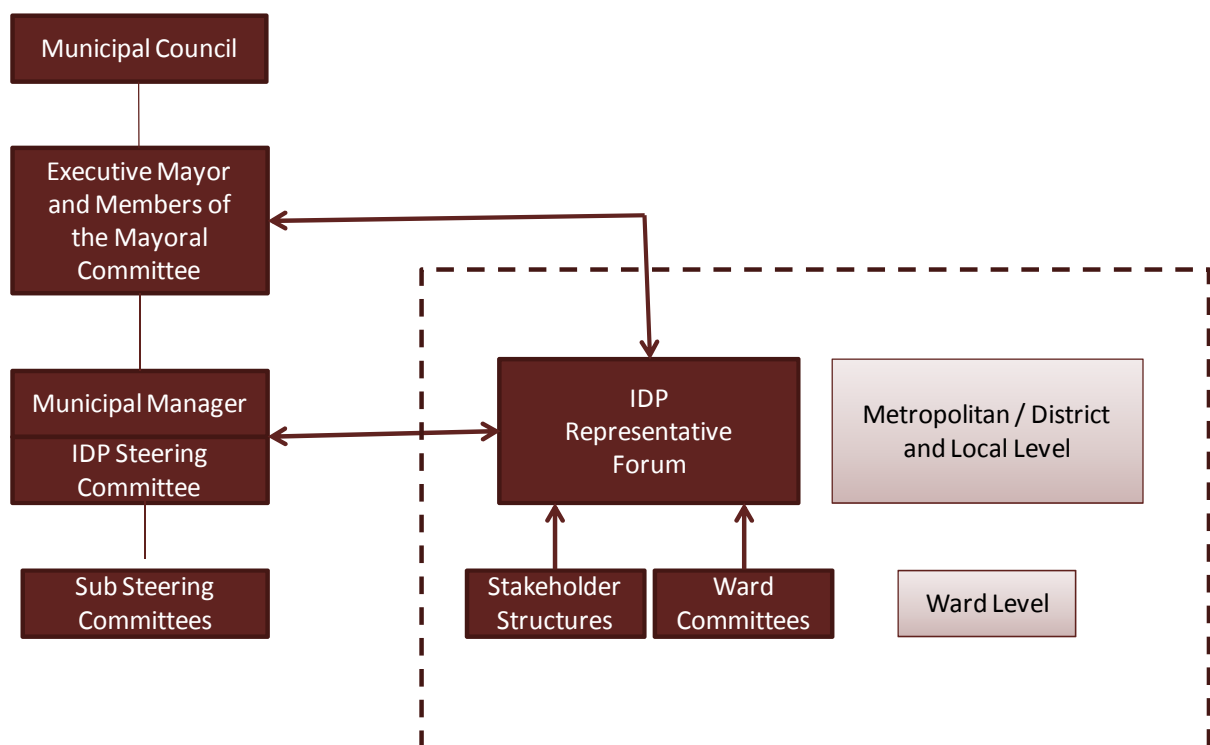 Municipal Council
Executive Mayor
and Members of
the Mayoral
Committee
Municipal Manager
IDP Steering
Committee
Sub Steering
Committees
IDP
Representative
Forum
Metropolitan / District
and Local Level
Stakeholder
Structures
Ward
Committees
Ward Level